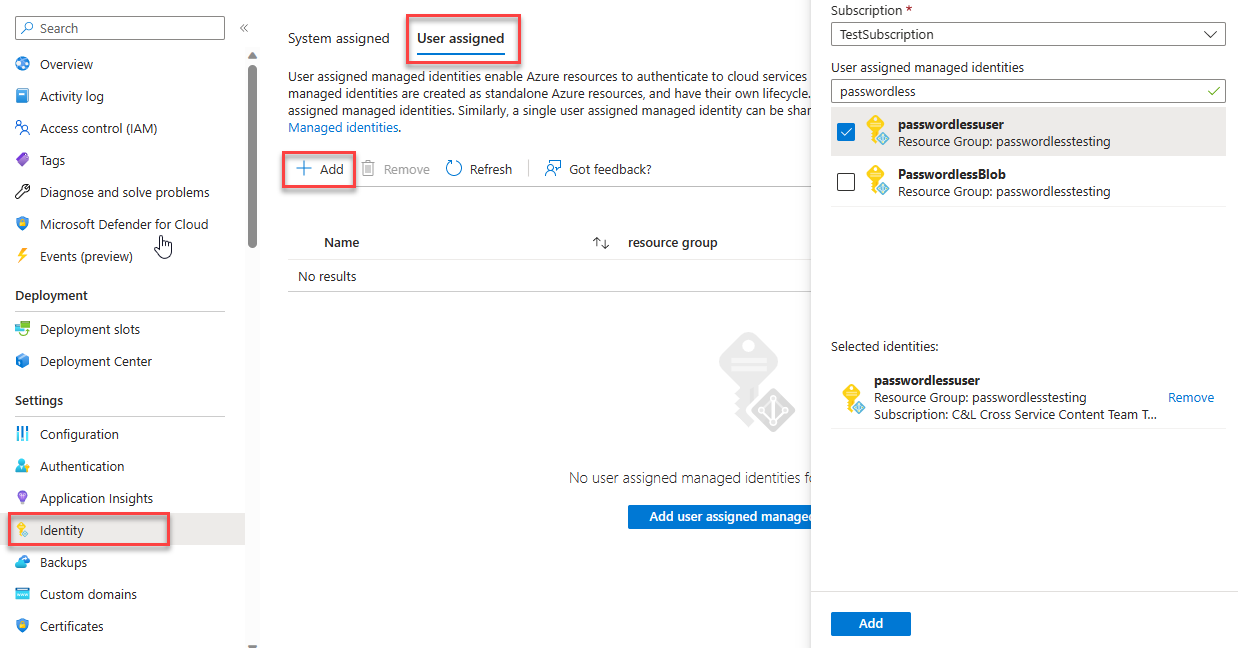 Search
«
Overview
Activity log
Access control (IAM)
Tags
Diagnose and solve problems
Microsoft Defender for Cloud
Events (preview)
Deployment
Deployment slots
Deployment Center
Settings
Configuration
Authentication
Application Insights
Identity
Backups
Custom domains
Certificates
System assigned
User assigned
User assigned managed identities enable Azure resources to authenticate to cloud services
managed identities are created as standalone Azure resources, and have their own lifecycle.
assigned managed identities. Similarly, a single user assigned managed identity can be shar
Managed identities.
Add
Remove
Refresh
Got feedback?
Name
resource group
No results
No user assigned managed identities fo
Add user assigned managed
Subscription *
TestSubscription
User assigned managed identities
passwordless
passwordlessuser
Resource Group: passwordlesstesting
PasswordlessBlob
Resource Group: passwordlesstesting
Selected identities:
passwordlessuser
Resource Group: passwordlesstesting
Remove
Subscription: C&L Cross Service Content Team T...
Add